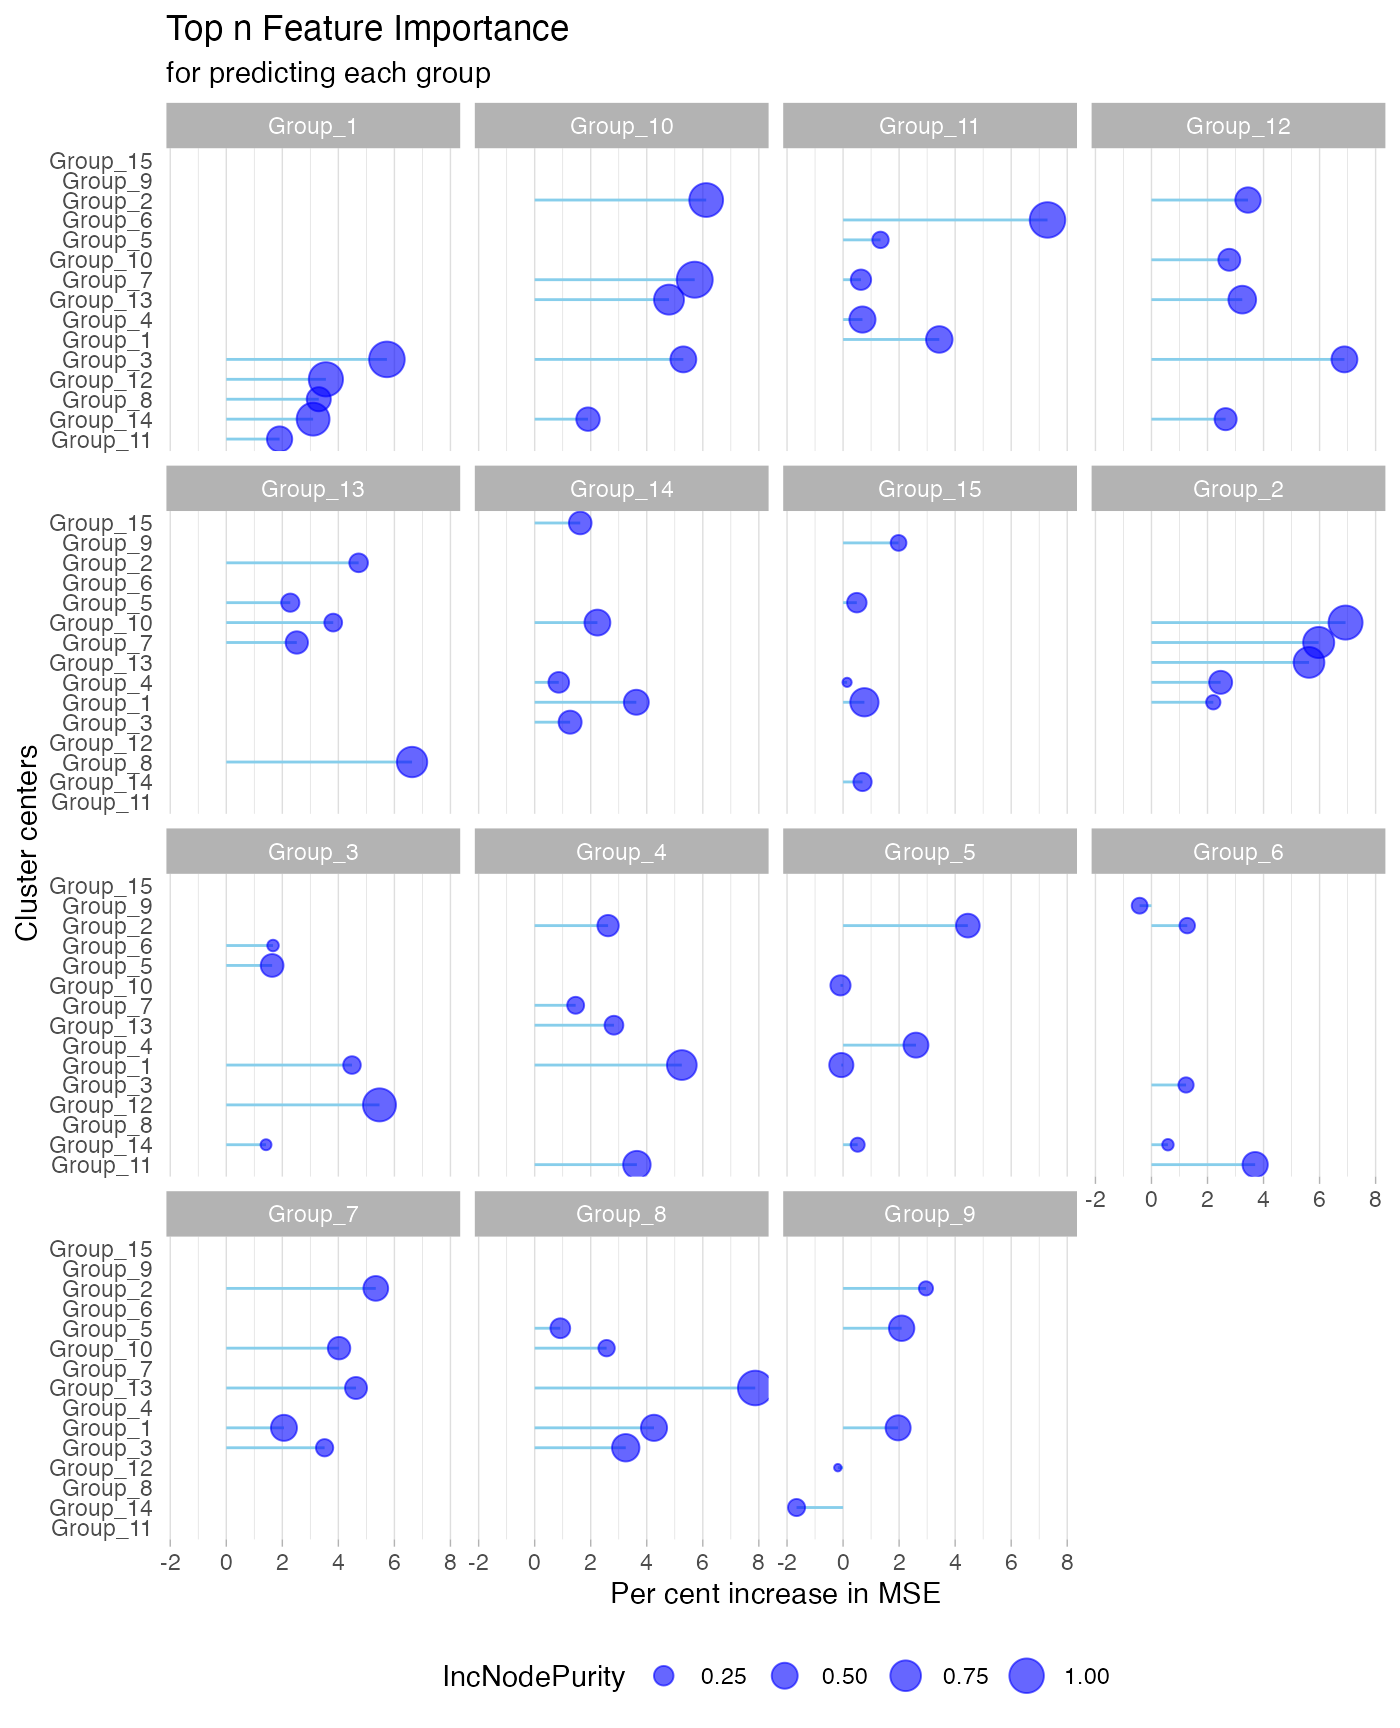 Top n Feature Importance
for predicting each group
Group_1 Group_10 Group_11 Group_12
Group_15
Group_9
Group_2
Group_6
Group_5
Group_10
Group_7
Group_13
Group_4
Group_1
Group_3
Group_12
Group_8
Group_14
Group_11
Group_13 Group_14 Group_15 Group_2
Group_15
Group_9
Group_2
Group_6
Group_5
Group_10
Group_7
Group_13
Group_4
Group_1
Group_3
Group_12
Group_8
Group_14
Group_11
Cluster centers
Group_3 Group_4 Group_5 Group_6
Group_15
Group_9
Group_2
Group_6
Group_5
Group_10
Group_7
Group_13
Group_4
Group_1
Group_3
Group_12
Group_8
Group_14
Group_11
-2 0 2 4 6 8
Group_7 Group_8 Group_9
Group_15
Group_9
Group_2
Group_6
Group_5
Group_10
Group_7
Group_13
Group_4
Group_1
Group_3
Group_12
Group_8
Group_14
Group_11
-2 0 2 4 6 8 -2 0 2 4 6 8 -2 0 2 4 6 8
Per cent increase in MSE
IncNodePurity 0.25 0.50 0.75 1.00